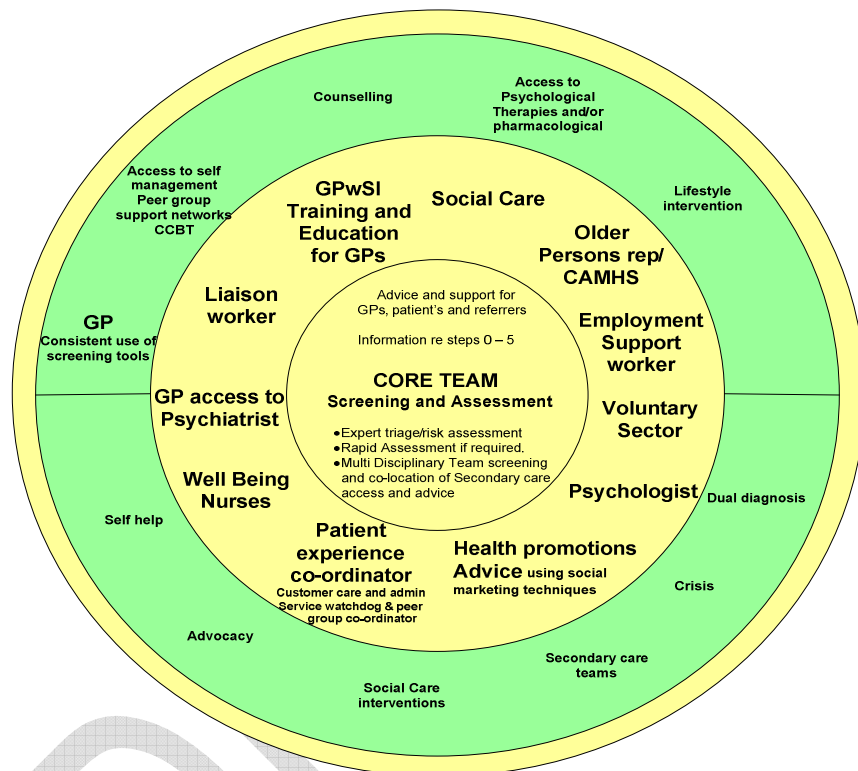 Counselling
Access to
Psychological
Therapies and/or
pharmacological
Access to self
management
Peer group
support networks
CCBT
Lifestyle
intervention
GP
Consistent use of
screening tools
GPwSI
Training and
Education
for GPs
Social Care
Older
Persons rep/
CAMHS
Liaison
worker
Employment
Support
worker
GP access to
Psychiatrist
Voluntary
Sector
Well Being
Nurses
Psychologist
Patient
experience
co-ordinator
Customer care and admin
Service watchdog & peer
group co-ordinator
Health promotions
Advice using social
marketing techniques
Advice and support for
GPs, patient's and referrers
Information re steps 0 – 5
CORE TEAM
Screening and Assessment
●Expert triage/risk assessment
●Rapid Assessment if required.
●Multi Disciplinary Team screening
and co-location of Secondary care
access and advice
Self help
Dual diagnosis
Crisis
Advocacy
Secondary care
teams
Social Care
interventions